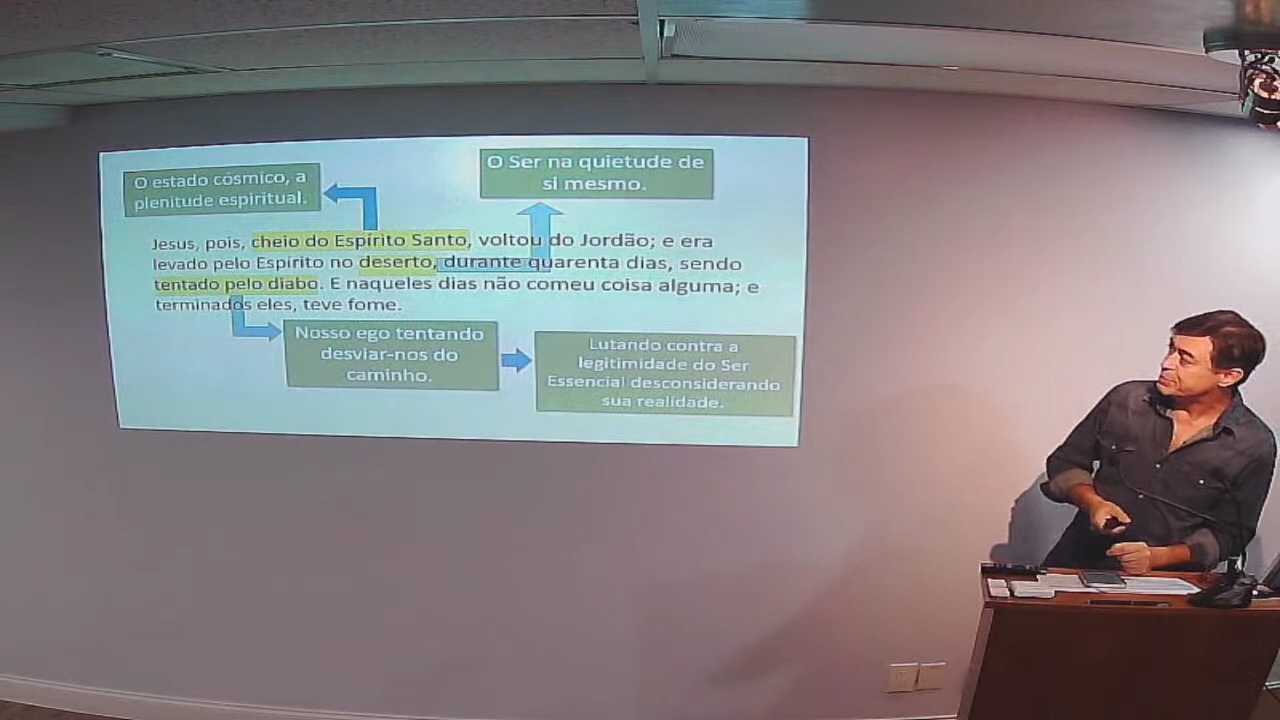 O estado cósmico, a
plenitude espiritual.
O Ser na quietude de
si mesmo.
Jesus, pois, cheio do Espírito Santo, voltou do Jordão; e era
levado pelo Espírito no deserto, durante quarenta dias, sendo
tentado pelo diabo. E naqueles dias não comeu coisa alguma; e
terminados eles, teve fome.
Nosso ego tentando
desviar-nos do
caminho.
Lutando contra a
legitimidade do Ser
Essencial desconsiderando
sua realidade.